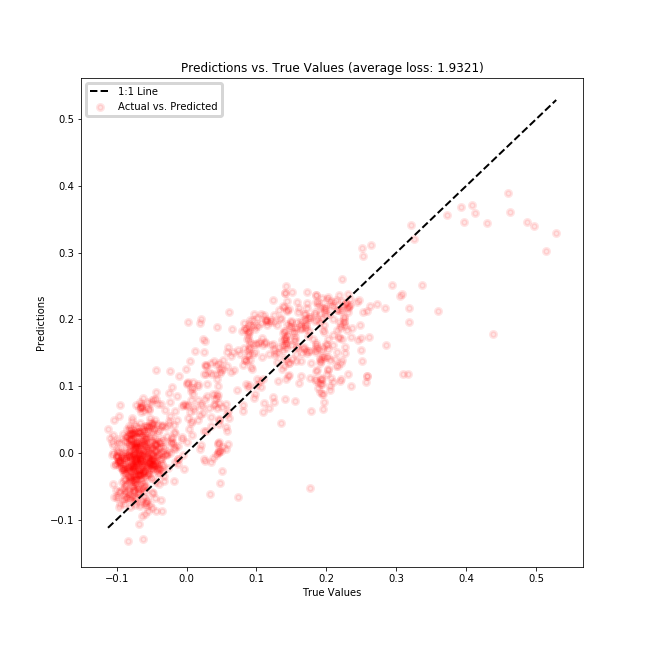 Predictions vs. True Values (average loss: 1.9321)
1:1 Line
Actual vs. Predicted
0.5
0.4
0.3
0.2
0.1
0.0
−0.1
Predictions
−0.1 0.0 0.1 0.2 0.3 0.4 0.5
True Values